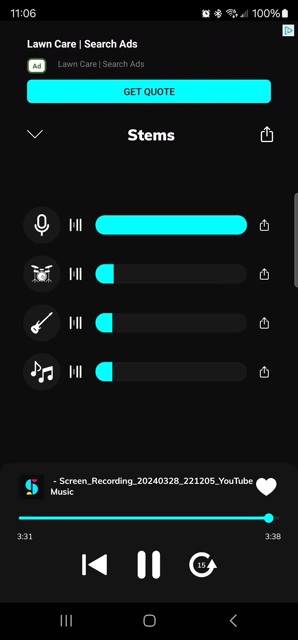 11:06
100%
Lawn Care | Search Ads
Ad
Lawn Care | Search Ads
GET QUOTE
Stems
- Screen_Recording_20240328_221205_YouTube
Music
3:31
3:38
15